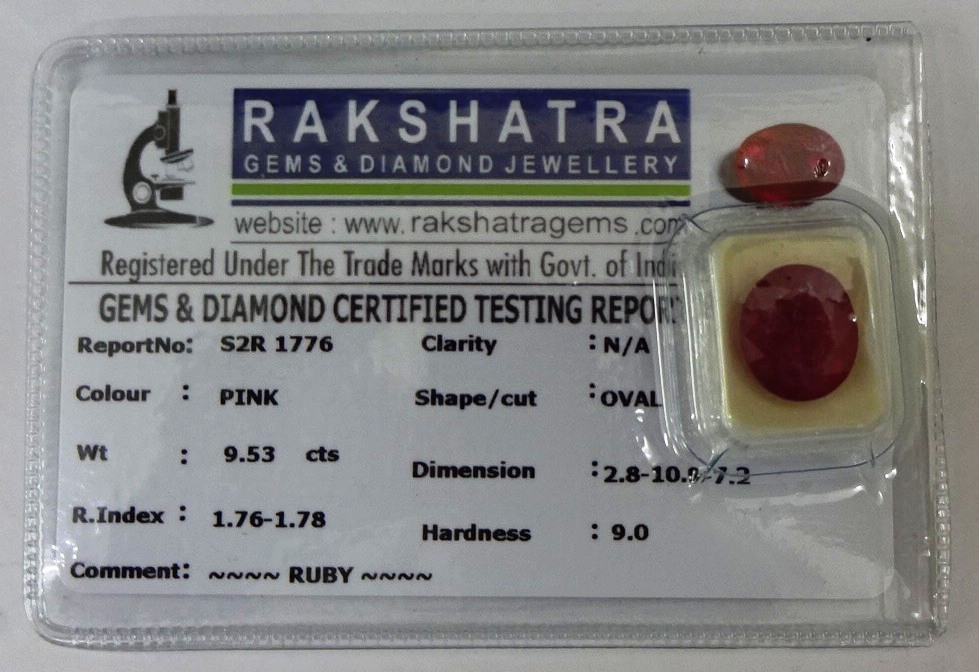 RAKSHATRA
GEMS & DIAMOND JEWELLERY
website : www.rakshatragems.com
Registered Under The Trade Marks with Govt. of India
GEMS & DIAMOND CERTIFIED TESTING REPORT
ReportNo: S2R 1776 Clarity : N/A
Colour : PINK Shape/cut : OVAL
Wt : 9.53 cts Dimension : 2.8-10.9-7.2
R.Index : 1.76-1.78 Hardness : 9.0
Comment: ~~~~ RUBY ~~~~